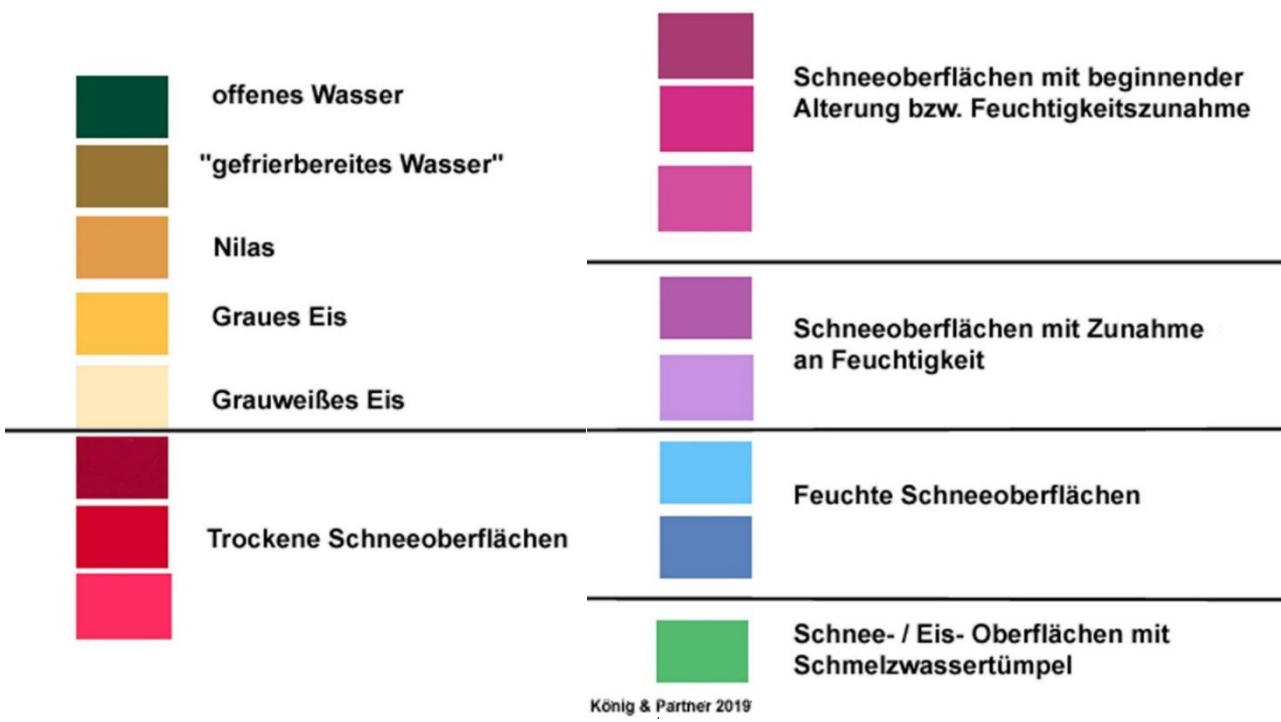 offenes Wasser
"gefrierbereites Wasser"
Nilas
Graues Eis
Grauweißes Eis
Trockene Schneeoberflächen
Schneeoberflächen mit beginnender
Alterung bzw. Feuchtigkeitszunahme
Schneeoberflächen mit Zunahme
an Feuchtigkeit
Feuchte Schneeoberflächen
Schnee- / Eis- Oberflächen mit
Schmelzwassertümpel
König & Partner 2019